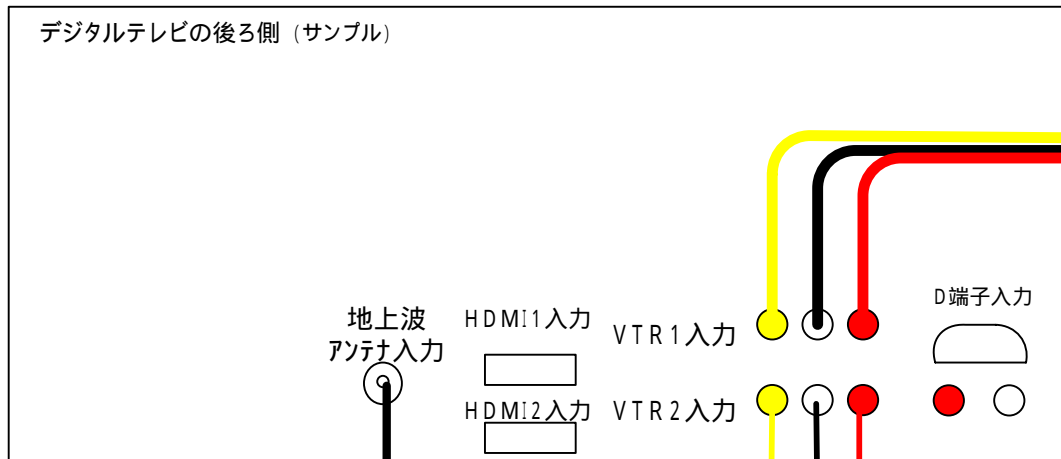 デジタルテレビの後ろ側（サンプル）
D端子入力
地上波
アンテナ入力
HDMI1入力
VTR1入力
HDMI2入力
VTR2入力